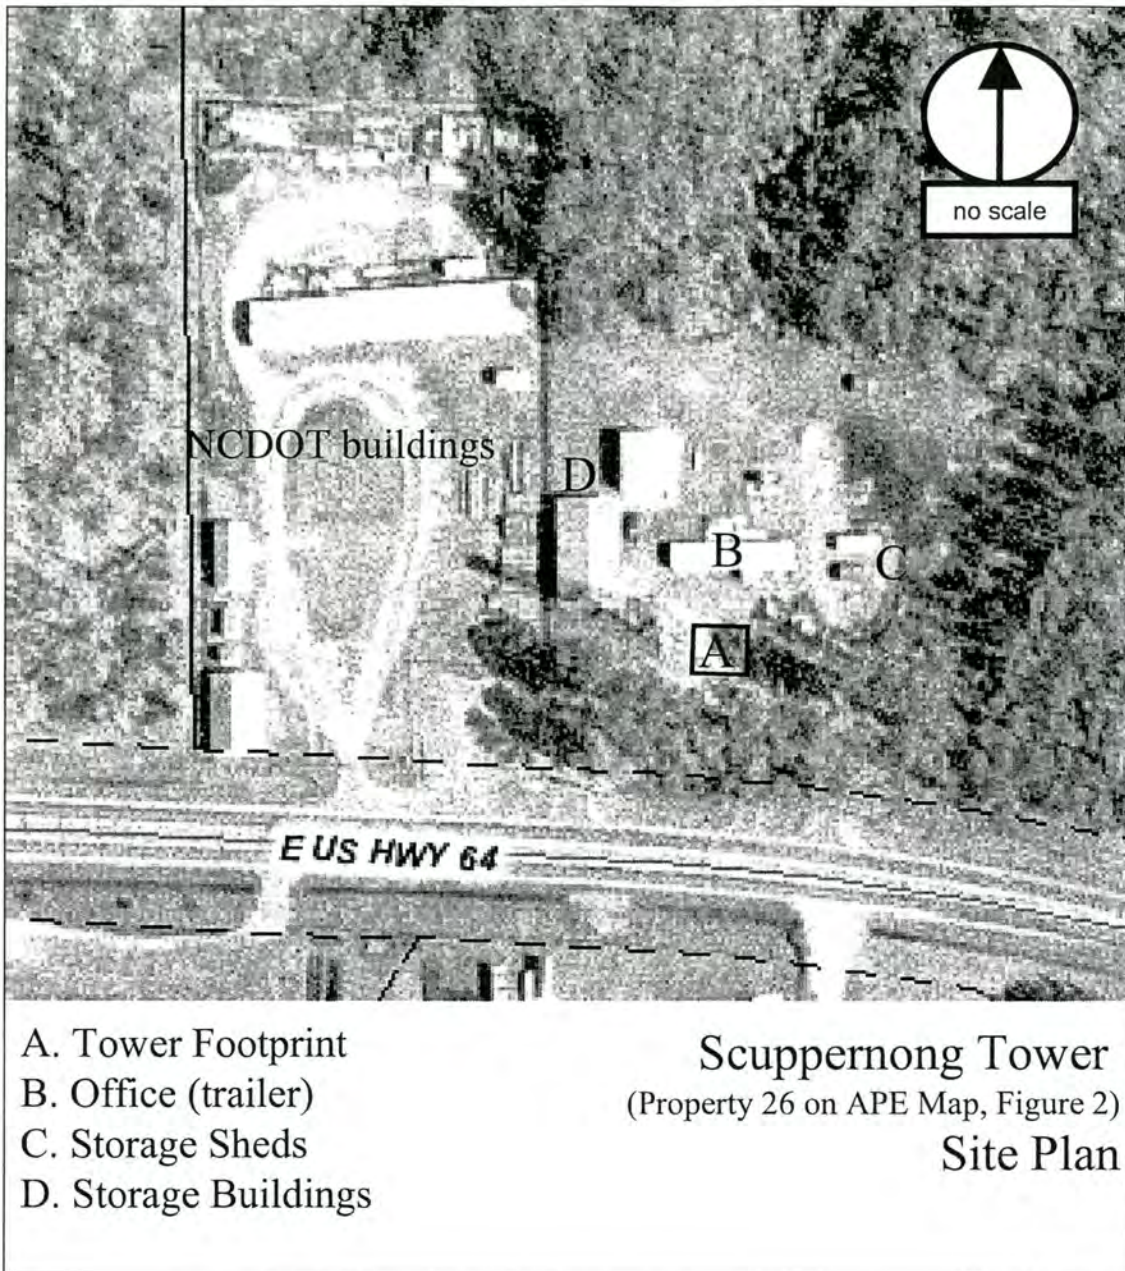 no scale
NCDOT buildings
D
B
C
A
E US HWY 64
A. Tower Footprint
B. Office (trailer)
C. Storage Sheds
D. Storage Buildings
Scuppernong Tower
(Property 26 on APE Map, Figure 2)
Site Plan